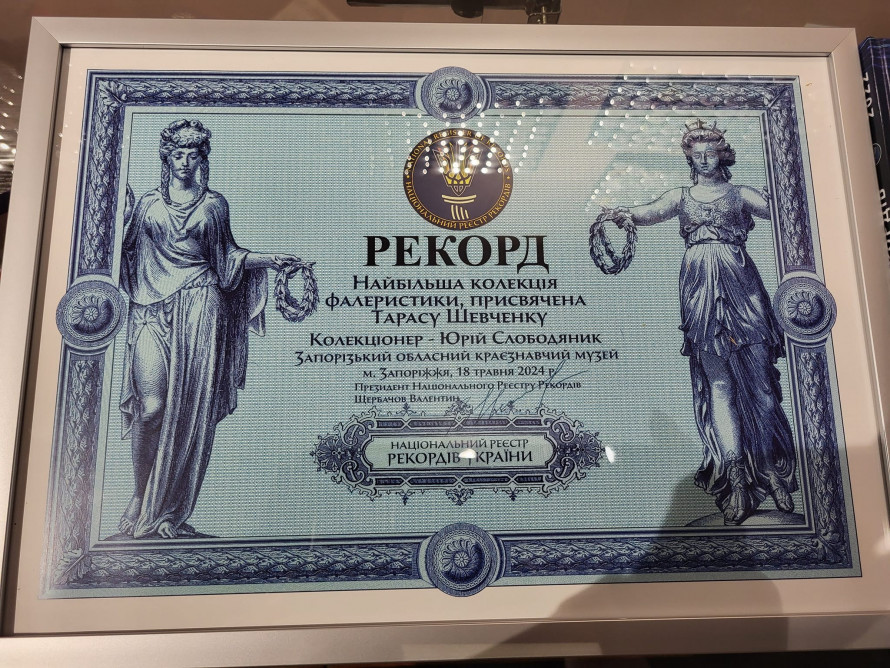 НАЦІОНАЛЬНИЙ РЕЄСТР РЕКОРДІВ
РЕКОРД
Найбільша колекція
фалеристики, присвячена
Тарасу Шевченку
Колекціонер - Юрій Слободяник
Запорізький обласний краєзнавчий музей
м. Запоріжжя, 18 травня 2024 р.
Президент Національного Реєстру Рекордів
Щербачов Валентин
НАЦІОНАЛЬНИЙ РЕЄСТР
РЕКОРДІВ УКРАЇНИ